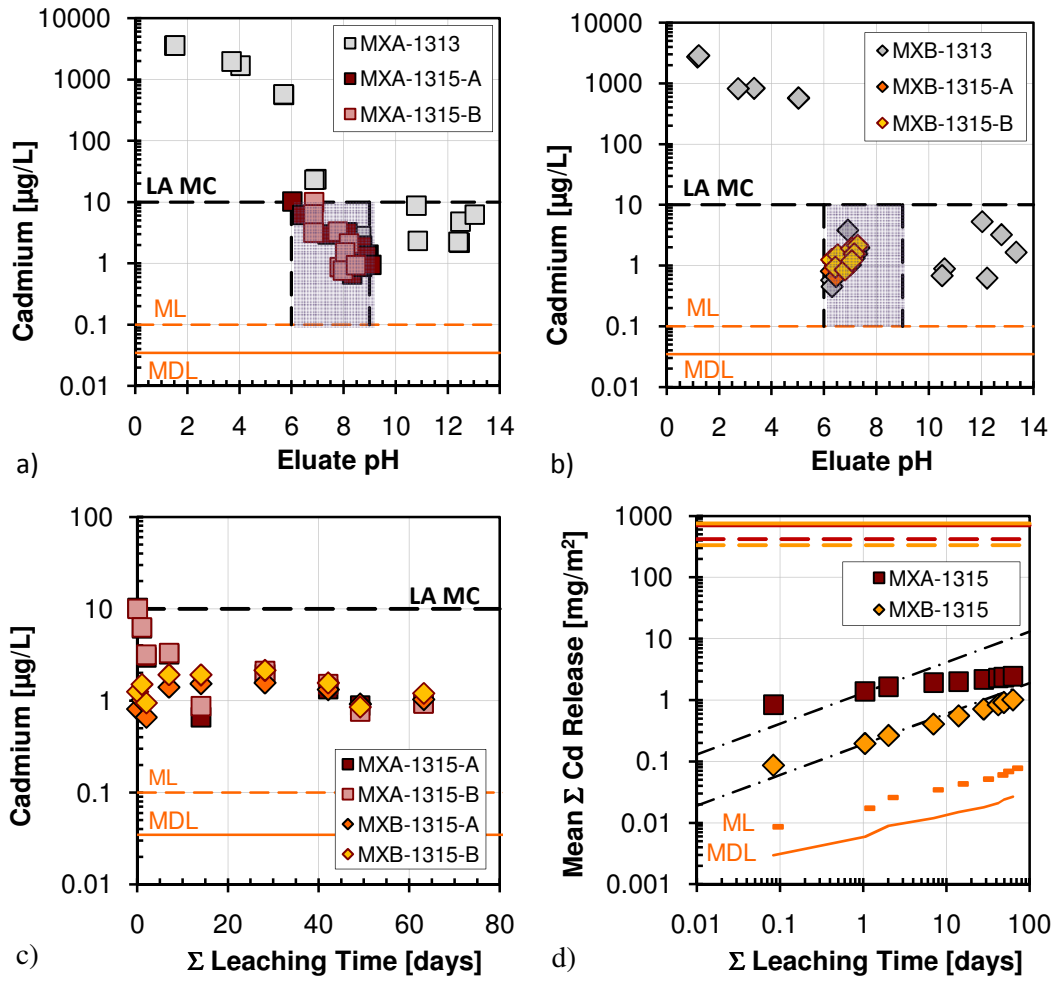 10000
1000
100
10
1
0.1
0.01
Cadmium [µg/L]
MXA-1313
MXA-1315-A
MXA-1315-B
LA MC
ML
MDL
0 2 4 6 8 10 12 14
a) Eluate pH
10000
1000
100
10
1
0.1
0.01
Cadmium [µg/L]
MXB-1313
MXB-1315-A
MXB-1315-B
LA MC
ML
MDL
0 2 4 6 8 10 12 14
b) Eluate pH
100
10
1
0.1
0.01
Cadmium [µg/L]
LA MC
ML
MDL
MXA-1315-A
MXA-1315-B
MXB-1315-A
MXB-1315-B
0 20 40 60 80
c) Σ Leaching Time [days]
1000
100
10
1
0.1
0.01
0.001
Mean Σ Cd Release [mg/m²]
MXA-1315
MXB-1315
ML
MDL
0.01 0.1 1 10 100
d) Σ Leaching Time [days]